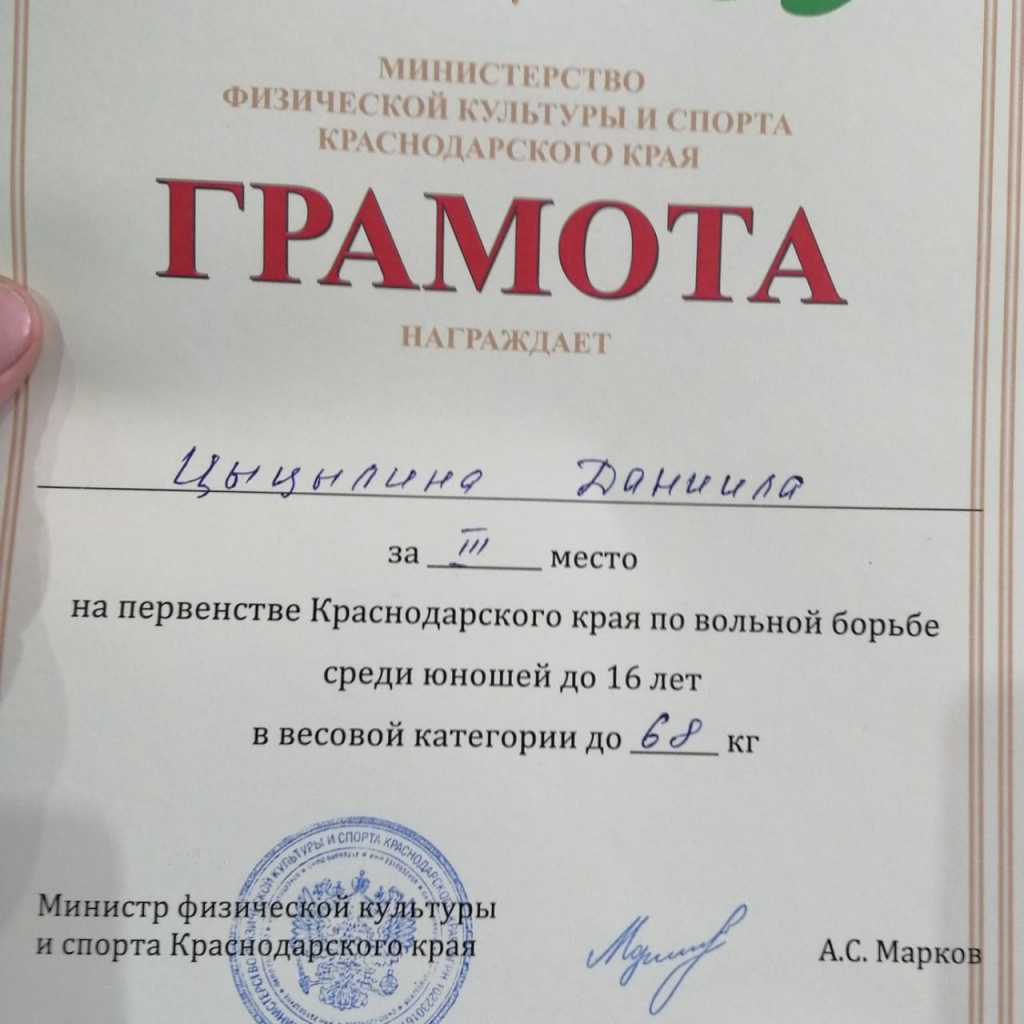 МИНИСТЕРСТВО
ФИЗИЧЕСКОЙ КУЛЬТУРЫ И СПОРТА
КРАСНОДАРСКОГО КРАЯ
ГРАМОТА
НАГРАЖДАЕТ
Цыцылина Даниила
за III место
на первенстве Краснодарского края по вольной борьбе
среди юношей до 16 лет
в весовой категории до 68 кг
Министр физической культуры
и спорта Краснодарского края
А.С. Марков